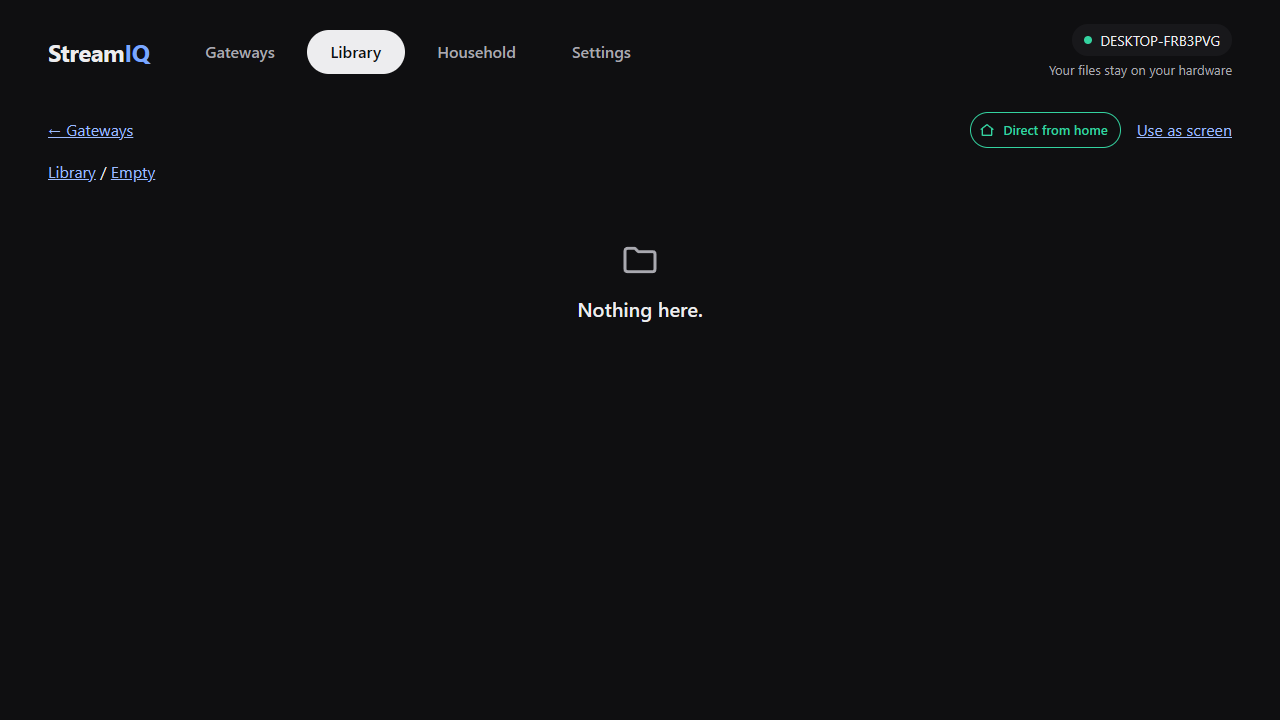 StreamIQ
Gateways
Library
Household
Settings
DESKTOP-FRB3PVG
Your files stay on your hardware
← Gateways
Direct from home
Use as screen
Library / Empty
Nothing here.